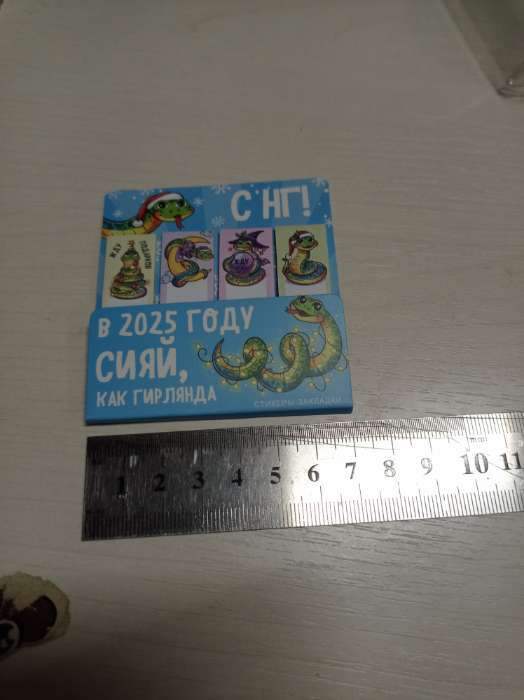 С НГ!
ЖДУ
В 2025 ГОДУ
СИЯЙ,
КАК ГИРЛЯНДА
СТИКЕРЫ ЗАКЛАДКИ
1 2 3 4 5 6 7 8 9 10 11